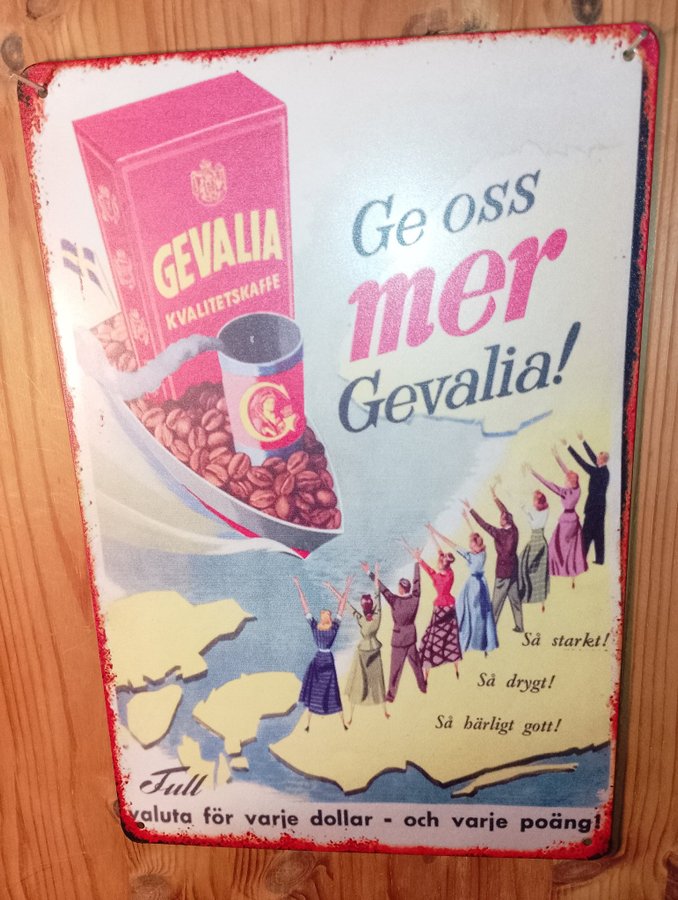 GEVALIA
KVALITETSKAFFE
G
Ge oss
mer
Gevalia!
Så starkt!
Så drygt!
Så härligt gott!
Full
valuta för varje dollar - och varje poäng!